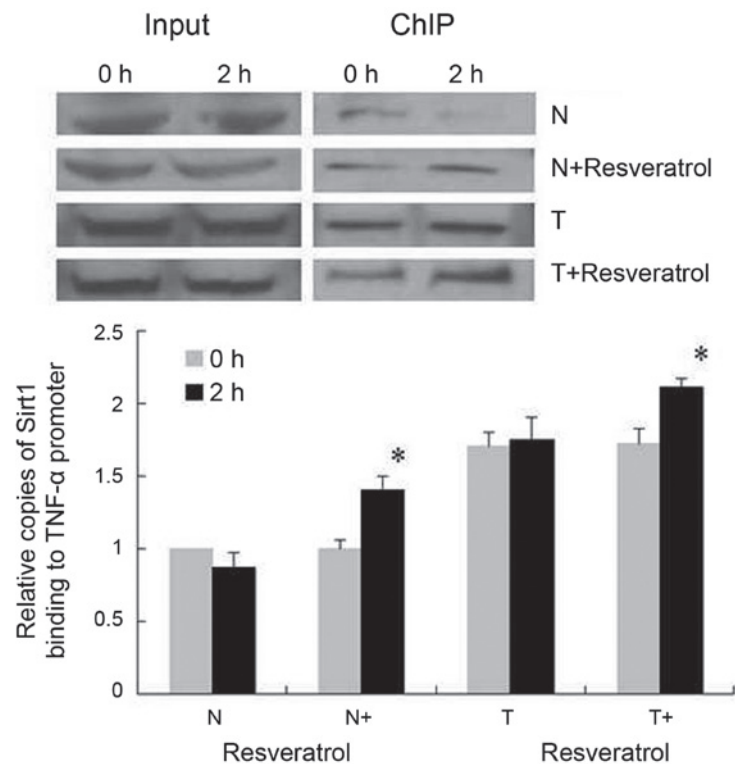 Input ChIP
0 h 2 h 0 h 2 h
N
N+Resveratrol
T
T+Resveratrol
Relative copies of Sirt1
binding to TNF-α promoter
2.5
2
1.5
1
0.5
0
0 h
2 h
*
*
N N+ T T+
Resveratrol Resveratrol